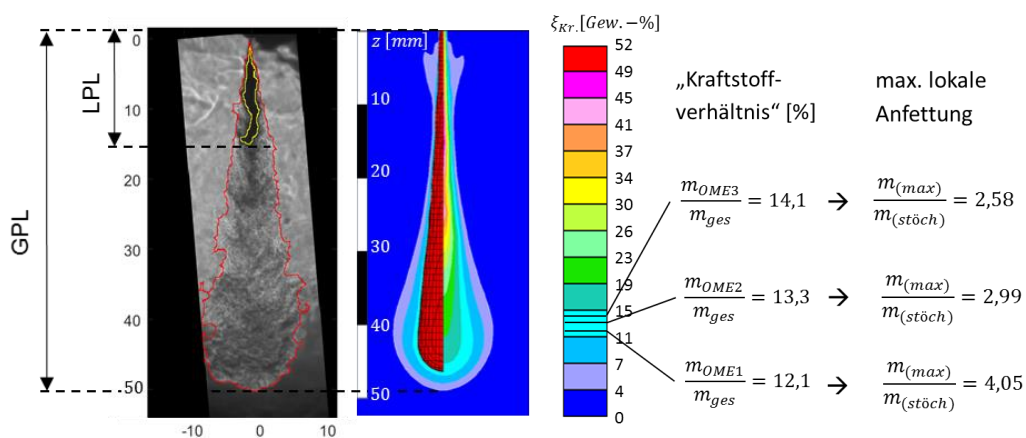 GPL
LPL
0
10
20
30
40
50
-10 0 10
z [mm]
10
20
30
40
50
ξKr.[Gew.−%]
52
49
45
41
37
34
30
26
23
19
15
11
7
4
0
„Kraftstoff-
verhältnis“ [%]
max. lokale
Anfettung
mOME3/mges = 14,1 → m(max)/m(stöch) = 2,58
mOME2/mges = 13,3 → m(max)/m(stöch) = 2,99
mOME1/mges = 12,1 → m(max)/m(stöch) = 4,05